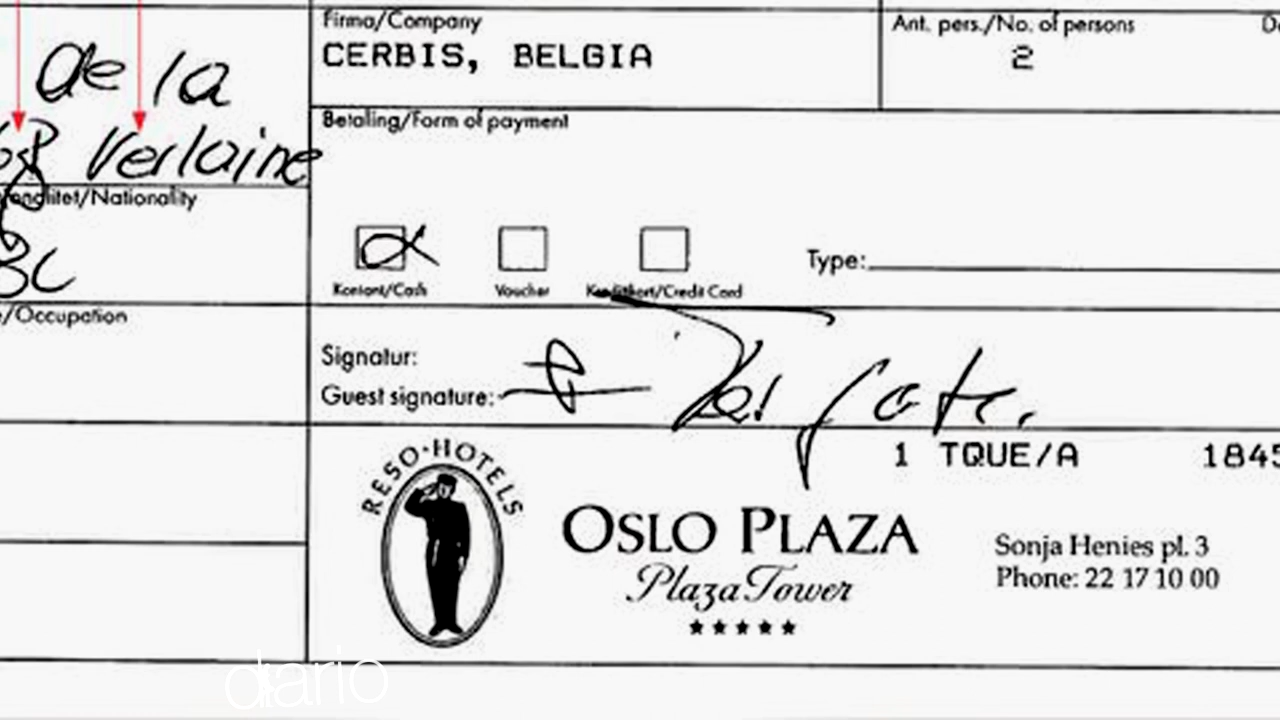 de la
Verlaine
/Nationality
BC
e/Occupation
Firma/Company
CERBIS, BELGIA
Ant. pers./No. of persons
2
Betaling/Form of payment
Kontant/Cash
Voucher
Kredittkort/Credit Card
Type:
Signatur:
Guest signature:
1 TQUE/A 1845
RESO-HOTELS
OSLO PLAZA
Plaza Tower
Sonja Henies pl. 3
Phone: 22 17 10 00
diario